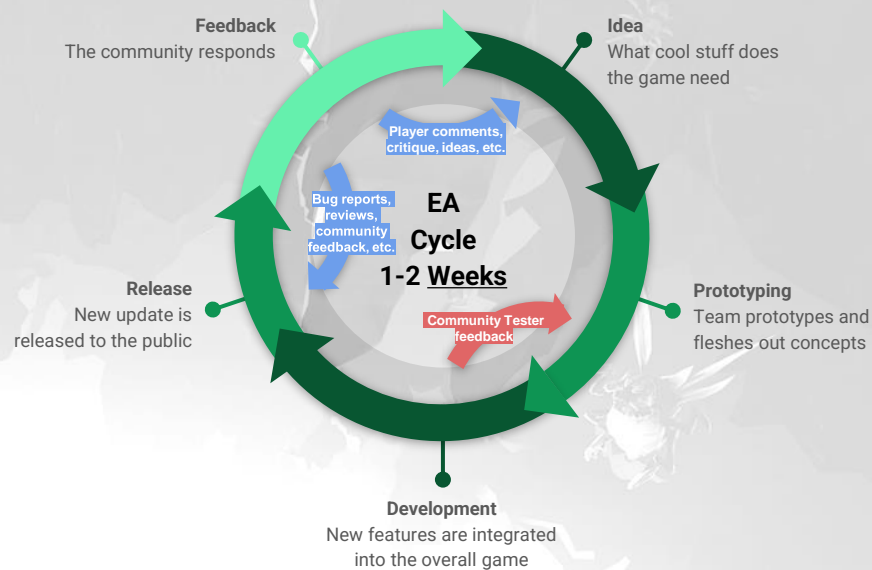 Feedback
The community responds
Idea
What cool stuff does
the game need
Player comments,
critique, ideas, etc.
Bug reports,
reviews,
community
feedback, etc.
EA
Cycle
1-2 Weeks
Community Tester
feedback
Release
New update is
released to the public
Prototyping
Team prototypes and
fleshes out concepts
Development
New features are integrated
into the overall game